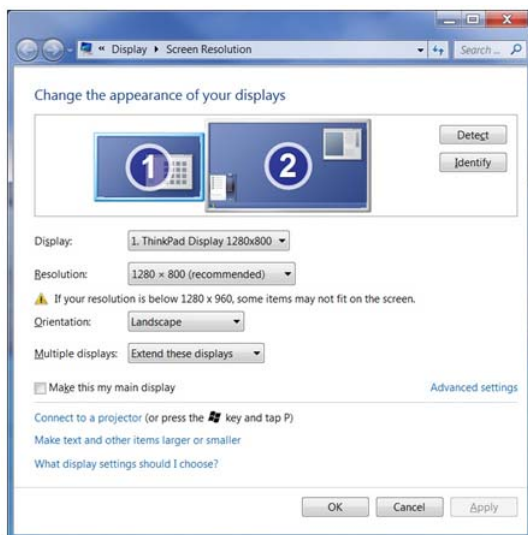 « Display ▸ Screen Resolution Search ...
Change the appearance of your displays
1 2
Detect
Identify
Display: 1. ThinkPad Display 1280x800
Resolution: 1280 × 800 (recommended)
If your resolution is below 1280 x 960, some items may not fit on the screen.
Orientation: Landscape
Multiple displays: Extend these displays
Make this my main display Advanced settings
Connect to a projector (or press the key and tap P)
Make text and other items larger or smaller
What display settings should I choose?
OK Cancel Apply